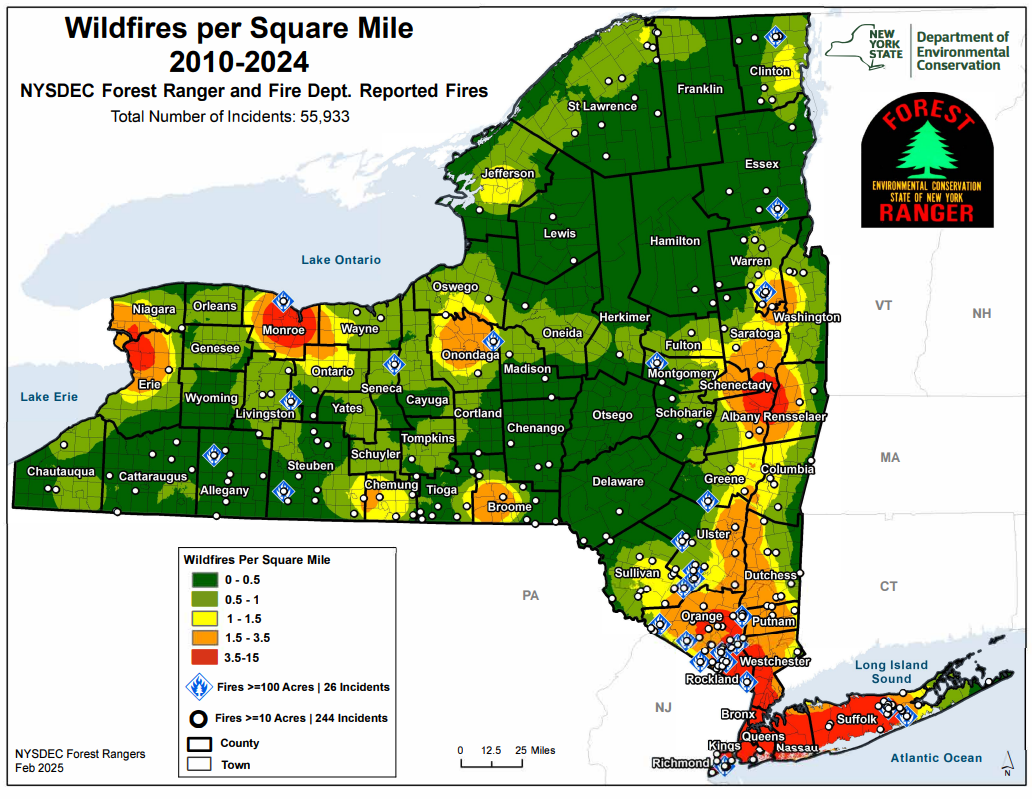 Wildfires per Square Mile
2010-2024
NYSDEC Forest Ranger and Fire Dept. Reported Fires
Total Number of Incidents: 55,933
NEW
YORK
STATE
Department of
Environmental
Conservation
FOREST
ENVIRONMENTAL CONSERVATION
STATE OF NEW YORK
RANGER
Clinton
Franklin
St Lawrence
Essex
Jefferson
Lewis
Hamilton
Warren
Lake Ontario
Oswego
VT
NH
Niagara
Orleans
Monroe
Wayne
Oneida
Herkimer
Washington
Saratoga
Fulton
Genesee
Onondaga
Madison
Montgomery
Erie
Ontario
Seneca
Schenectady
Lake Erie
Wyoming
Livingston
Yates
Cayuga
Cortland
Otsego
Schoharie
Albany
Rensselaer
Chenango
Tompkins
Schuyler
MA
Chautauqua
Cattaraugus
Allegany
Steuben
Chemung
Tioga
Broome
Delaware
Greene
Columbia
Ulster
Sullivan
Dutchess
PA
CT
Orange
Putnam
Westchester
Rockland
Long Island
Sound
NJ
Bronx
Suffolk
Queens
Kings
Nassau
Richmond
Atlantic Ocean
Wildfires Per Square Mile
0 - 0.5
0.5 - 1
1 - 1.5
1.5 - 3.5
3.5-15
Fires >=100 Acres | 26 Incidents
Fires >=10 Acres | 244 Incidents
County
Town
NYSDEC Forest Rangers
Feb 2025
0 12.5 25 Miles
N